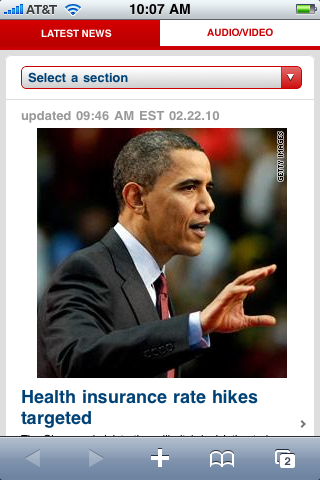 AT&T 10:07 AM
LATEST NEWS AUDIO/VIDEO
Select a section
updated 09:46 AM EST 02.22.10
GETTY IMAGES
Health insurance rate hikes
targeted
2